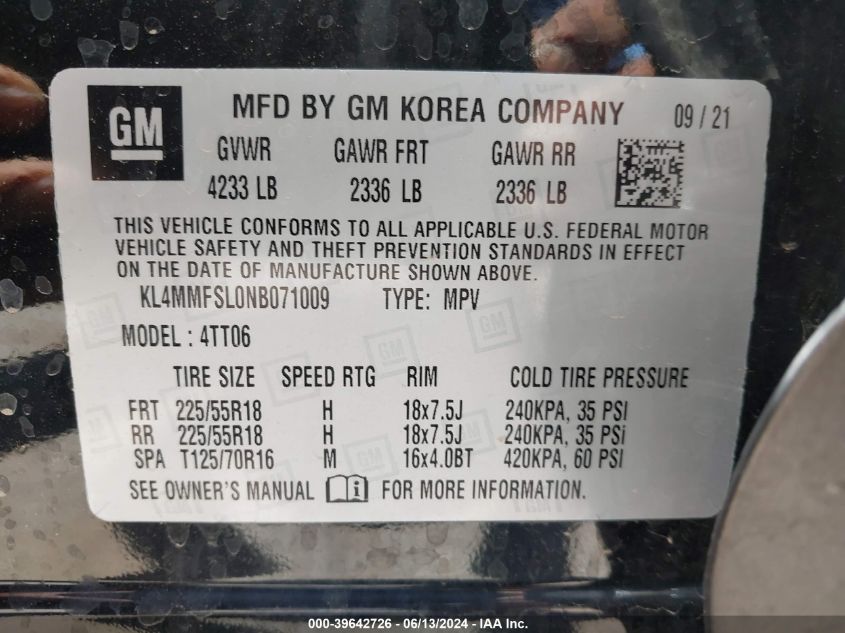 GM
MFD BY GM KOREA COMPANY 09 / 21
GVWR GAWR FRT GAWR RR
4233 LB 2336 LB 2336 LB
THIS VEHICLE CONFORMS TO ALL APPLICABLE U.S. FEDERAL MOTOR
VEHICLE SAFETY AND THEFT PREVENTION STANDARDS IN EFFECT
ON THE DATE OF MANUFACTURE SHOWN ABOVE.
KL4MMFSL0NB071009 TYPE: MPV
MODEL : 4TT06
TIRE SIZE SPEED RTG RIM COLD TIRE PRESSURE
FRT 225/55R18 H 18x7.5J 240KPA, 35 PSI
RR 225/55R18 H 18x7.5J 240KPA, 35 PSi
SPA T125/70R16 M 16x4.0BT 420KPA, 60 PSI
SEE OWNER'S MANUAL i FOR MORE INFORMATION.
000-39642726 - 06/13/2024 - IAA Inc.